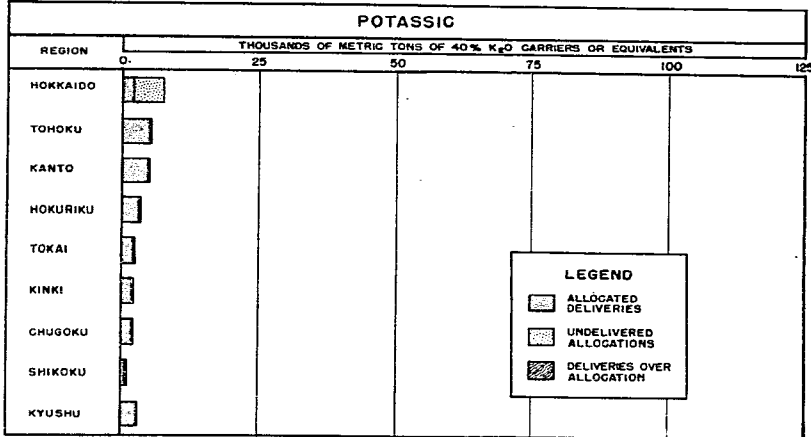 POTASSIC
REGION
THOUSANDS OF METRIC TONS OF 40% K₂O CARRIERS OR EQUIVALENTS
0. 25 50 75 100 125
HOKKAIDO
TOHOKU
KANTO
HOKURIKU
TOKAI
KINKI
CHUGOKU
SHIKOKU
KYUSHU
LEGEND
ALLOCATED
DELIVERIES
UNDELIVERED
ALLOCATIONS
DELIVERIES OVER
ALLOCATION